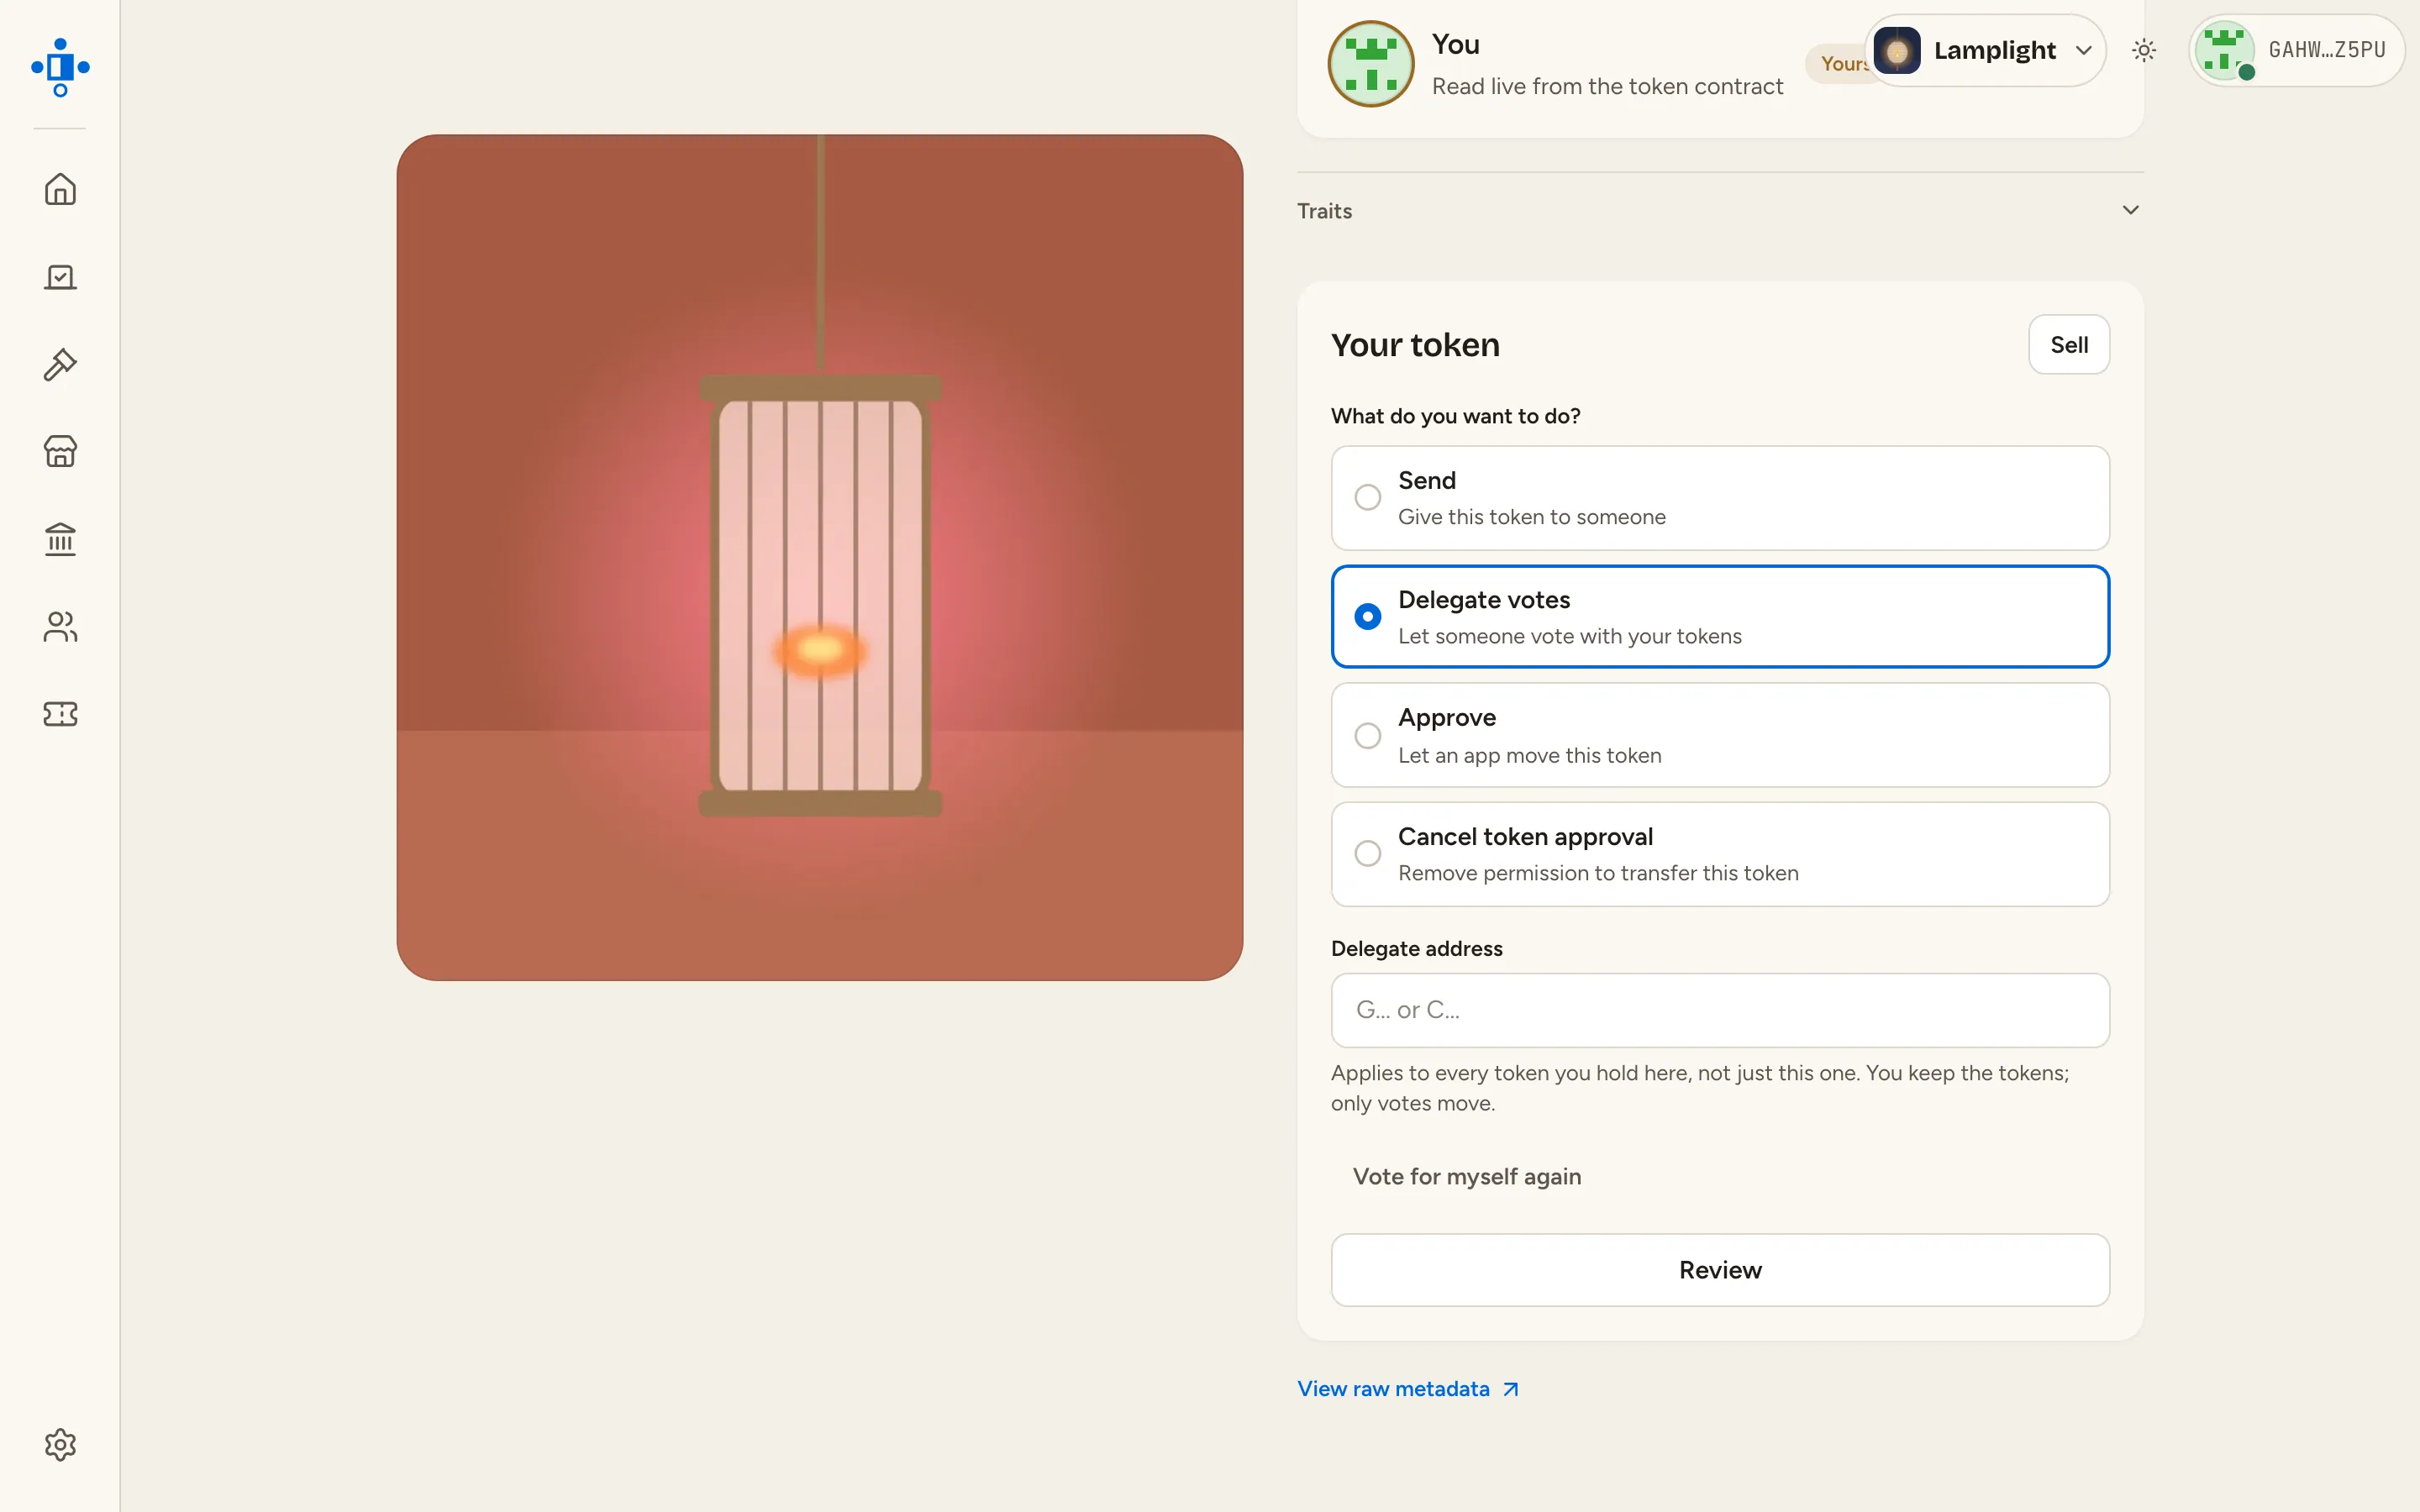 You
Read live from the token contract
Yours
Lamplight
GAHW…Z5PU
Traits
Your token
Sell
What do you want to do?
Send
Give this token to someone
Delegate votes
Let someone vote with your tokens
Approve
Let an app move this token
Cancel token approval
Remove permission to transfer this token
Delegate address
G… or C…
Applies to every token you hold here, not just this one. You keep the tokens;
only votes move.
Vote for myself again
Review
View raw metadata